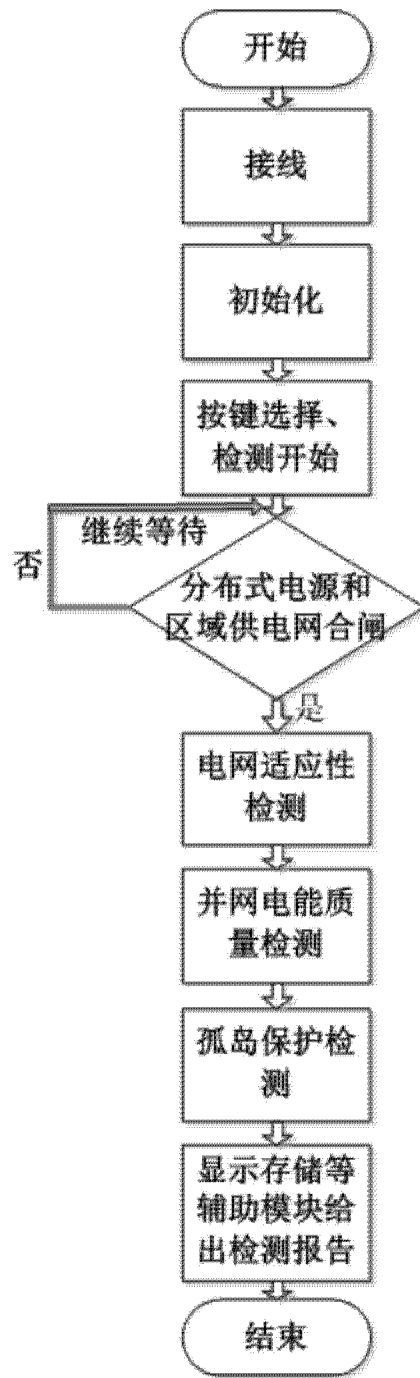 开始
接线
初始化
按键选择、
检测开始
继续等待
否
分布式电源和
区域供电网合闸
是
电网适应性
检测
并网电能质
量检测
孤岛保护检
测
显示存储等
辅助模块给
出检测报告
结束